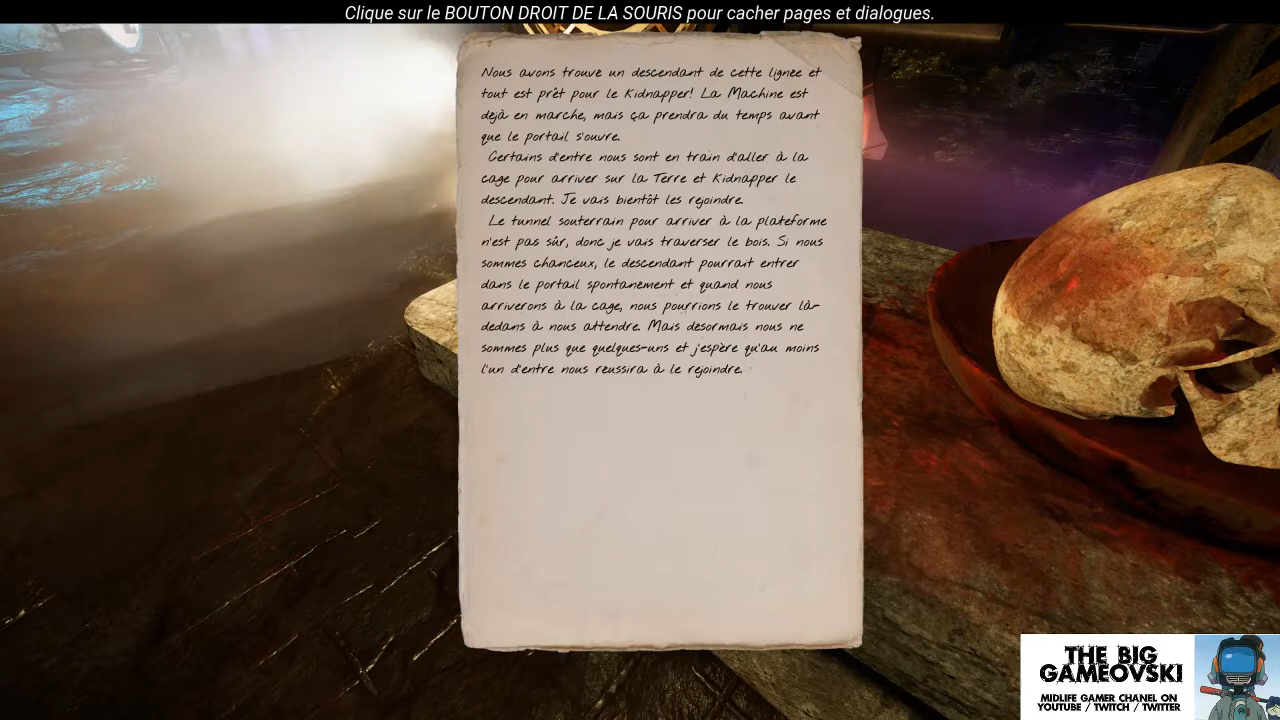 Clique sur le BOUTON DROIT DE LA SOURIS pour cacher pages et dialogues.
Nous avons trouvé un descendant de cette lignée et
tout est prêt pour le kidnapper! La Machine est
déjà en marche, mais ça prendra du temps avant
que le portail s'ouvre.
Certains d'entre nous sont en train d'aller à la
cage pour arriver sur la Terre et kidnapper le
descendant. Je vais bientôt les rejoindre.
Le tunnel souterrain pour arriver à la plateforme
n'est pas sûr, donc je vais traverser le bois. Si nous
sommes chanceux, le descendant pourrait entrer
dans le portail spontanément et quand nous
arriverons à la cage, nous pourrions le trouver là-
dedans à nous attendre. Mais désormais nous ne
sommes plus que quelques-uns et j'espère qu'au moins
l'un d'entre nous réussira à le rejoindre.
THE BIG
GAMEOVSKI
MIDLIFE GAMER CHANEL ON
YOUTUBE / TWITCH / TWITTER